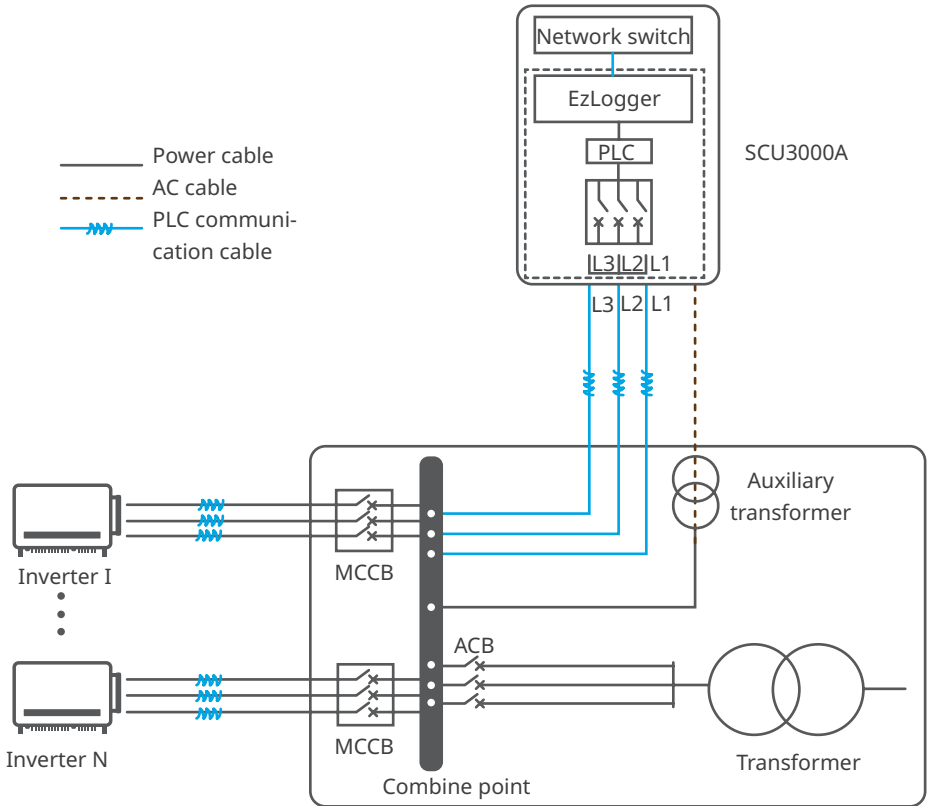 Network switch
EzLogger
PLC
SCU3000A
Power cable
AC cable
PLC communi-
cation cable
L3 L2 L1
L3 L2 L1
Auxiliary
transformer
Inverter I
MCCB
ACB
Inverter N
MCCB
Transformer
Combine point